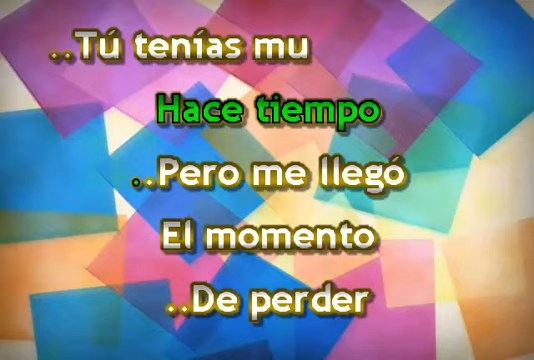 ..Tú tenías mu
Hace tiempo
..Pero me llegó
El momento
..De perder